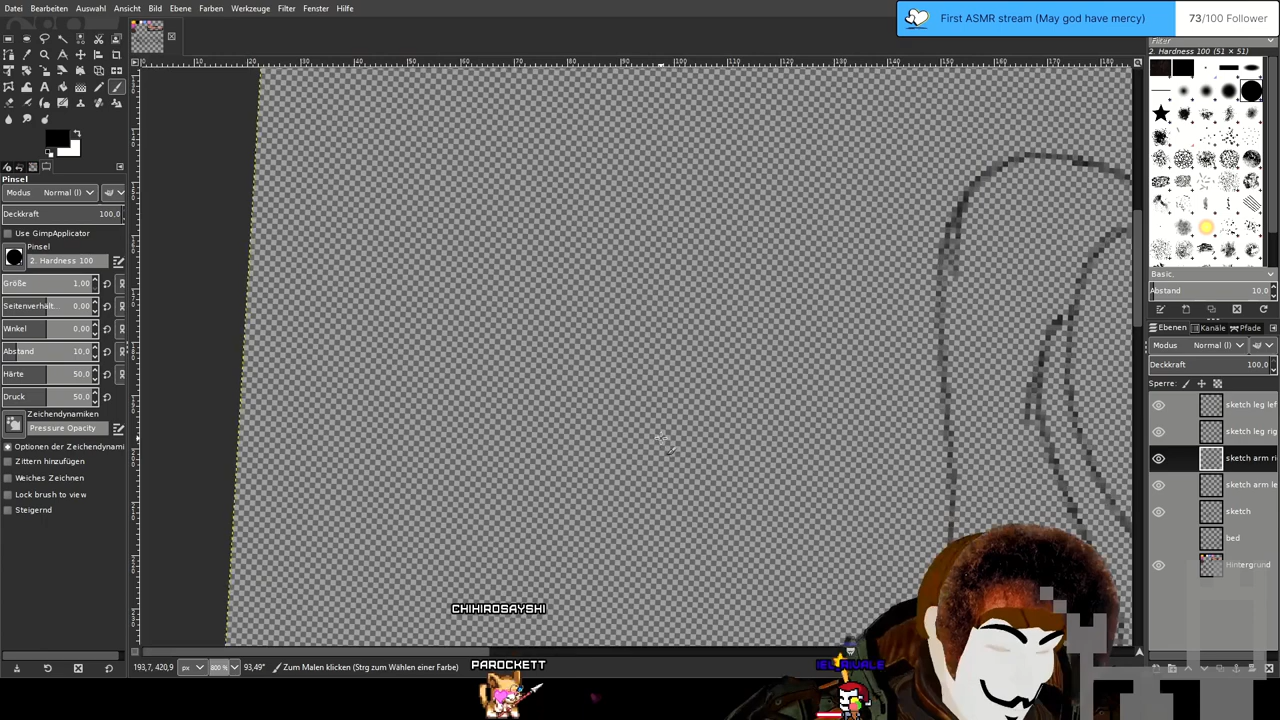 Datei Bearbeiten Auswahl Ansicht Bild Ebene Farben Werkzeuge Filter Fenster Hilfe
First ASMR stream (May god have mercy) 73/100 Follower
Filter
2. Hardness 100 (51 × 51)
Pinsel
Modus Normal (l)
Deckkraft 100,0
Use GimpApplicator
Pinsel
2. Hardness 100
Größe 1,00
Seitenverhält... 0,00
Winkel 0,00
Abstand 10,0
Härte 50,0
Druck 50,0
Zeichendynamiken
Pressure Opacity
Optionen der Zeichendynami
Zittern hinzufügen
Weiches Zeichnen
Lock brush to view
Steigernd
Basic,
Abstand 10,0
Ebenen Kanäle Pfade
Modus Normal (l)
Deckkraft 100,0
Sperre:
sketch leg lef
sketch leg rig
sketch arm ri
sketch arm le
sketch
bed
Hintergrund
CHIHIROSAYSHI
193,7, 420,9 px 800 % 93,49° Zum Malen klicken (Strg zum Wählen einer Farbe)
PAROCKETT